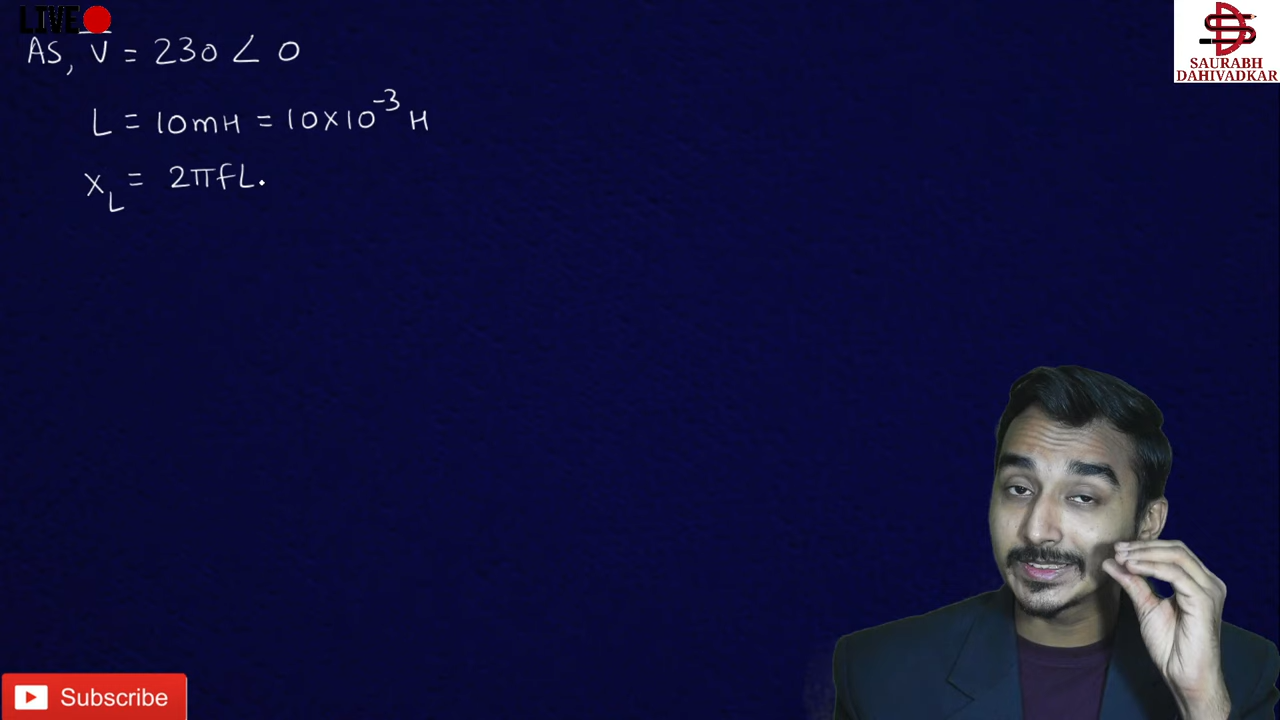 LIVE
As, V̅ = 230 ∠ 0
L = 10mH = 10×10⁻³ H
X_L = 2πfL.
SAURABH
DAHIVADKAR
Subscribe